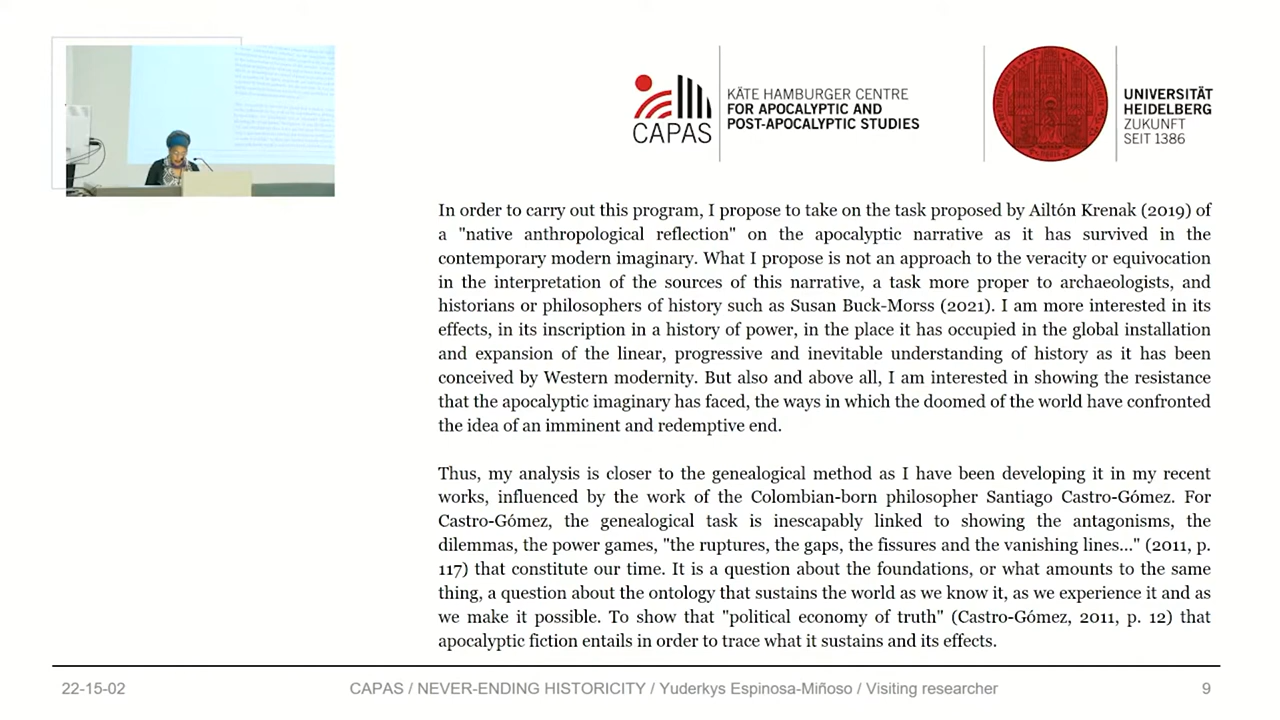 CAPAS
KÄTE HAMBURGER CENTRE
FOR APOCALYPTIC AND
POST-APOCALYPTIC STUDIES
UNIVERSITÄT
HEIDELBERG
ZUKUNFT
SEIT 1386
In order to carry out this program, I propose to take on the task proposed by Ailtón Krenak (2019) of
a "native anthropological reflection" on the apocalyptic narrative as it has survived in the
contemporary modern imaginary. What I propose is not an approach to the veracity or equivocation
in the interpretation of the sources of this narrative, a task more proper to archaeologists, and
historians or philosophers of history such as Susan Buck-Morss (2021). I am more interested in its
effects, in its inscription in a history of power, in the place it has occupied in the global installation
and expansion of the linear, progressive and inevitable understanding of history as it has been
conceived by Western modernity. But also and above all, I am interested in showing the resistance
that the apocalyptic imaginary has faced, the ways in which the doomed of the world have confronted
the idea of an imminent and redemptive end.
Thus, my analysis is closer to the genealogical method as I have been developing it in my recent
works, influenced by the work of the Colombian-born philosopher Santiago Castro-Gómez. For
Castro-Gómez, the genealogical task is inescapably linked to showing the antagonisms, the
dilemmas, the power games, "the ruptures, the gaps, the fissures and the vanishing lines..." (2011, p.
117) that constitute our time. It is a question about the foundations, or what amounts to the same
thing, a question about the ontology that sustains the world as we know it, as we experience it and as
we make it possible. To show that "political economy of truth" (Castro-Gómez, 2011, p. 12) that
apocalyptic fiction entails in order to trace what it sustains and its effects.
22-15-02
CAPAS / NEVER-ENDING HISTORICITY / Yuderkys Espinosa-Miñoso / Visiting researcher
9